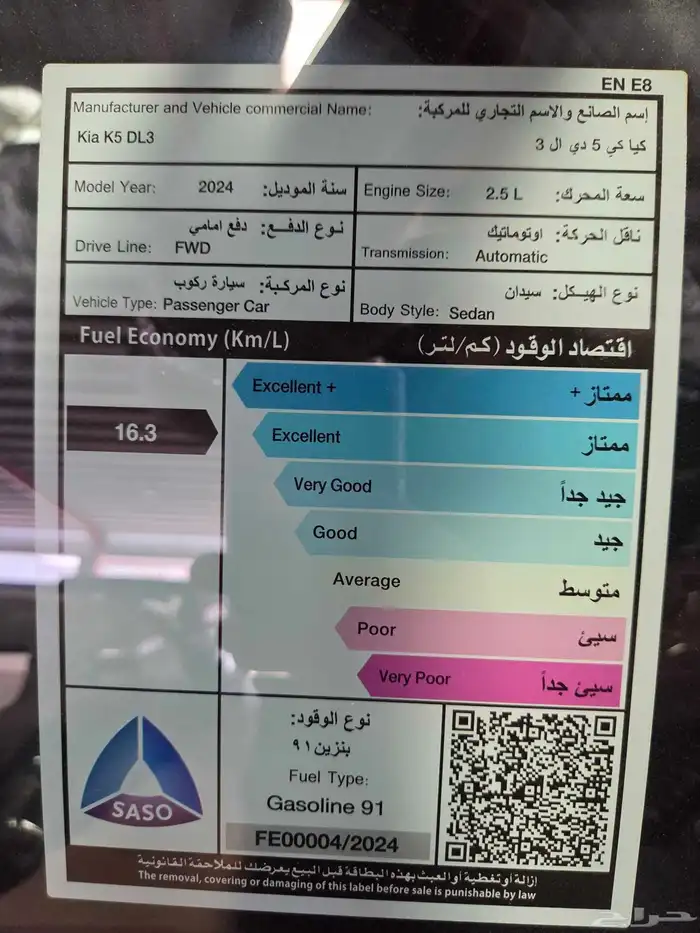 EN E8
Manufacturer and Vehicle commercial Name: إسم الصانع والاسم التجاري للمركبة:
Kia K5 DL3 كيا كي 5 دي ال 3
Model Year: 2024 سنة الموديل:
Engine Size: 2.5 L سعة المحرك:
نوع الدفع: دفع امامي
Drive Line: FWD
ناقل الحركة: اوتوماتيك
Transmission: Automatic
نوع المركبة: سيارة ركوب
Vehicle Type: Passenger Car
نوع الهيكل: سيدان
Body Style: Sedan
Fuel Economy (Km/L) اقتصاد الوقود (كم/لتر)
16.3
Excellent + ممتاز +
Excellent ممتاز
Very Good جيد جداً
Good جيد
Average متوسط
Poor سيئ
Very Poor سيئ جداً
SASO
نوع الوقود:
بنزين ٩١
Fuel Type:
Gasoline 91
FE00004/2024
إزالة أو تغطية أو العبث بهذه البطاقة قبل البيع يعرضك للملاحقة القانونية
The removal, covering or damaging of this label before sale is punishable by law
حراج